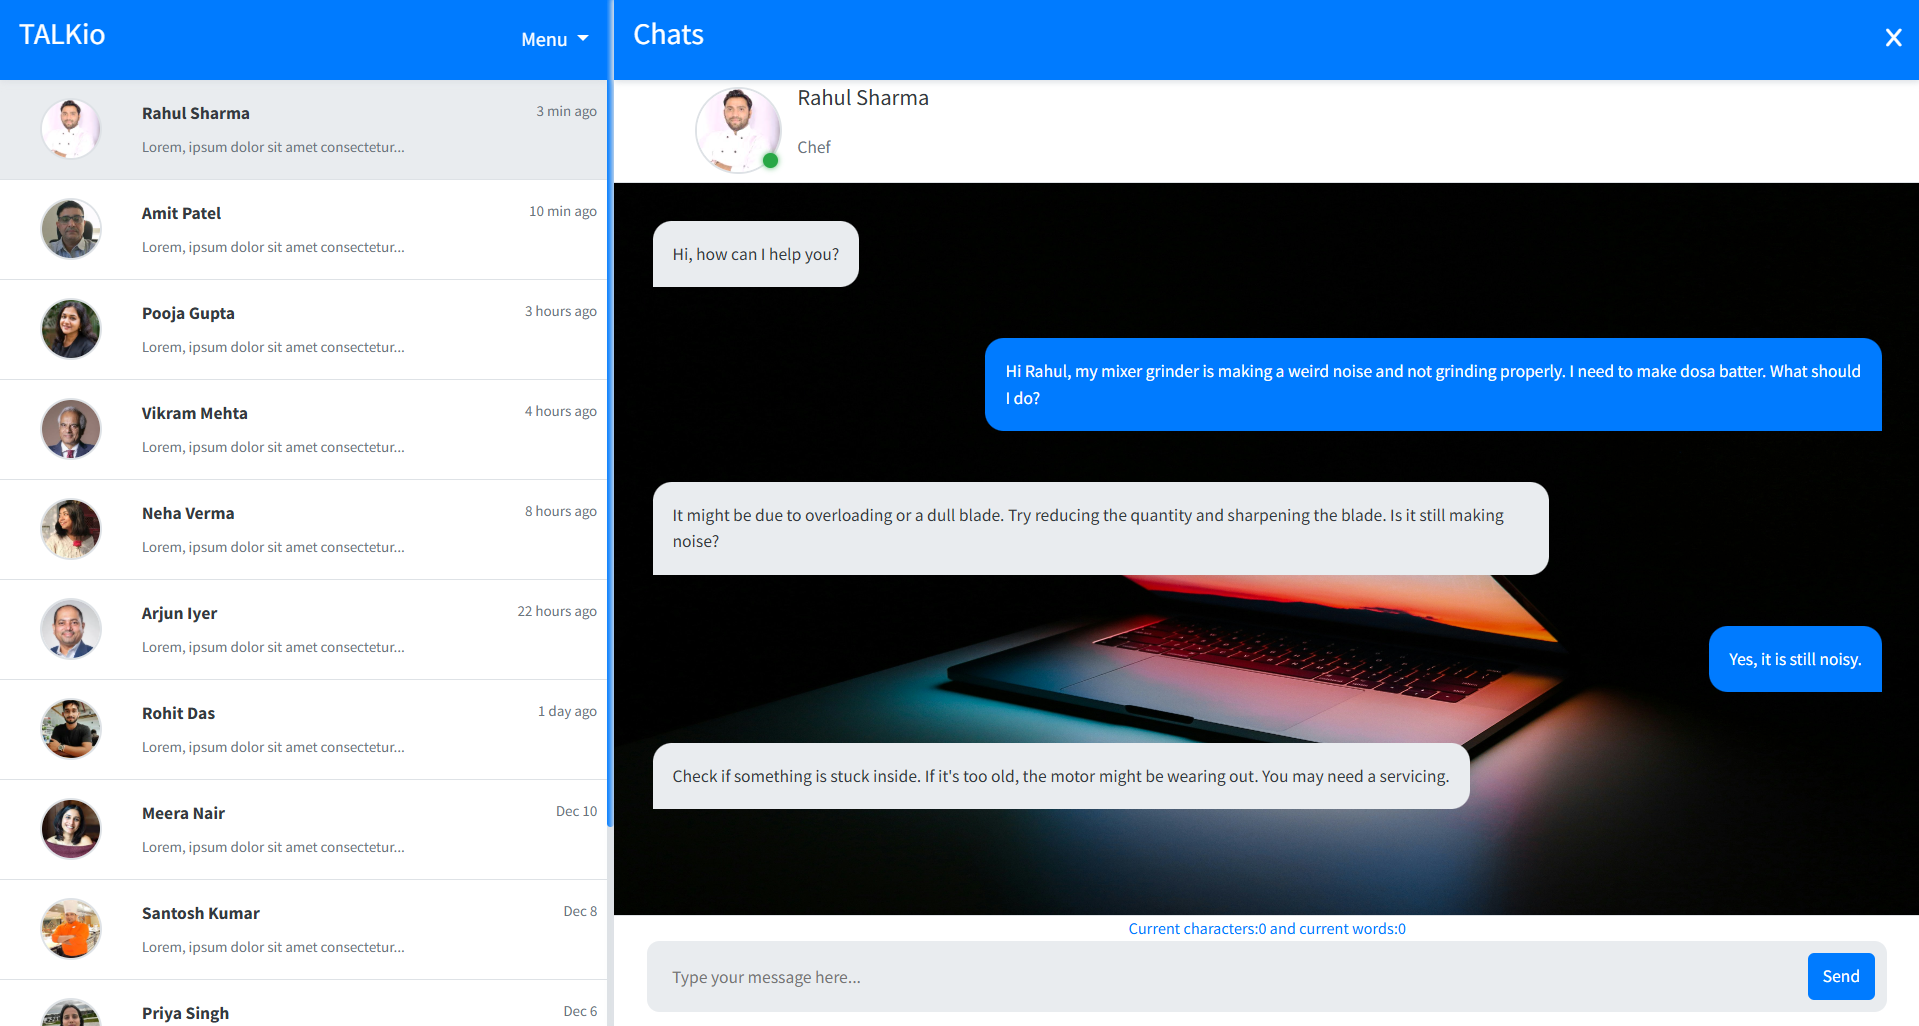 TALKio
Menu
Rahul Sharma
3 min ago
Lorem, ipsum dolor sit amet consectetur...
Amit Patel
10 min ago
Lorem, ipsum dolor sit amet consectetur...
Pooja Gupta
3 hours ago
Lorem, ipsum dolor sit amet consectetur...
Vikram Mehta
4 hours ago
Lorem, ipsum dolor sit amet consectetur...
Neha Verma
8 hours ago
Lorem, ipsum dolor sit amet consectetur...
Arjun Iyer
22 hours ago
Lorem, ipsum dolor sit amet consectetur...
Rohit Das
1 day ago
Lorem, ipsum dolor sit amet consectetur...
Meera Nair
Dec 10
Lorem, ipsum dolor sit amet consectetur...
Santosh Kumar
Dec 8
Lorem, ipsum dolor sit amet consectetur...
Priya Singh
Dec 6
Chats
Rahul Sharma
Chef
Hi, how can I help you?
Hi Rahul, my mixer grinder is making a weird noise and not grinding properly. I need to make dosa batter. What should
I do?
It might be due to overloading or a dull blade. Try reducing the quantity and sharpening the blade. Is it still making
noise?
Yes, it is still noisy.
Check if something is stuck inside. If it's too old, the motor might be wearing out. You may need a servicing.
Current characters:0 and current words:0
Type your message here...
Send